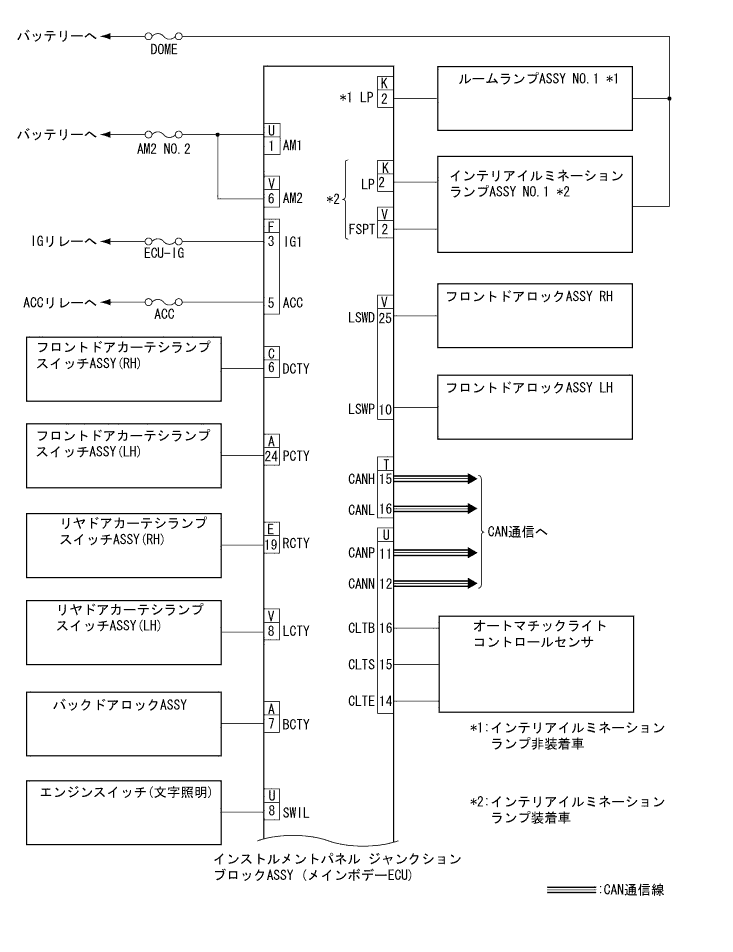 バッテリーへ
DOME
バッテリーへ
AM2 NO.2
U
1 AM1
V
6 AM2
IGリレーへ
ECU-IG
F
3 IG1
ACCリレーへ
ACC
5 ACC
フロントドアカーテシランプ
スイッチASSY(RH)
C
6 DCTY
フロントドアカーテシランプ
スイッチASSY(LH)
A
24 PCTY
リヤドアカーテシランプ
スイッチASSY(RH)
E
19 RCTY
リヤドアカーテシランプ
スイッチASSY(LH)
V
8 LCTY
バックドアロックASSY
A
7 BCTY
エンジンスイッチ(文字照明)
U
8 SWIL
K
*1 LP 2
ルームランプASSY NO.1 *1
*2
K
LP 2
V
FSPT 2
インテリアイルミネーション
ランプASSY NO.1 *2
V
LSWD 25
フロントドアロックASSY RH
LSWP 10
フロントドアロックASSY LH
T
CANH 15
CANL 16
U
CANP 11
CANN 12
CAN通信へ
CLTB 16
CLTS 15
CLTE 14
オートマチックライト
コントロールセンサ
*1:インテリアイルミネーション
ランプ非装着車
*2:インテリアイルミネーション
ランプ装着車
インストルメントパネル ジャンクション
ブロックASSY (メインボデーECU)
:CAN通信線